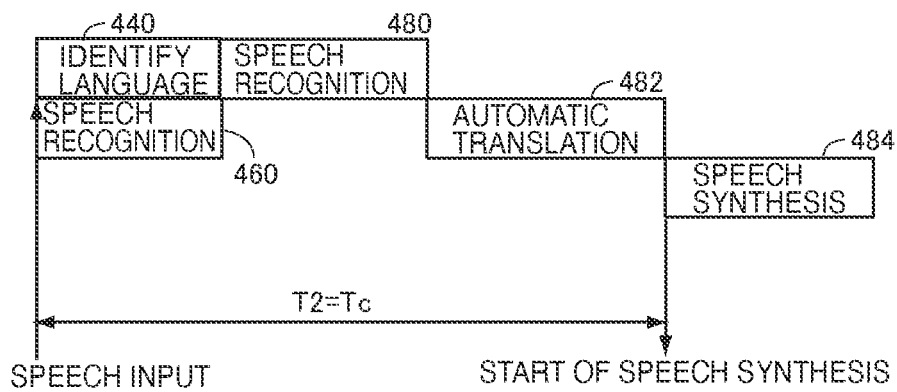 440
480
IDENTIFY
LANGUAGE
SPEECH
RECOGNITION
482
SPEECH
RECOGNITION
AUTOMATIC
TRANSLATION
460
484
SPEECH
SYNTHESIS
T2=Tc
SPEECH INPUT
START OF SPEECH SYNTHESIS